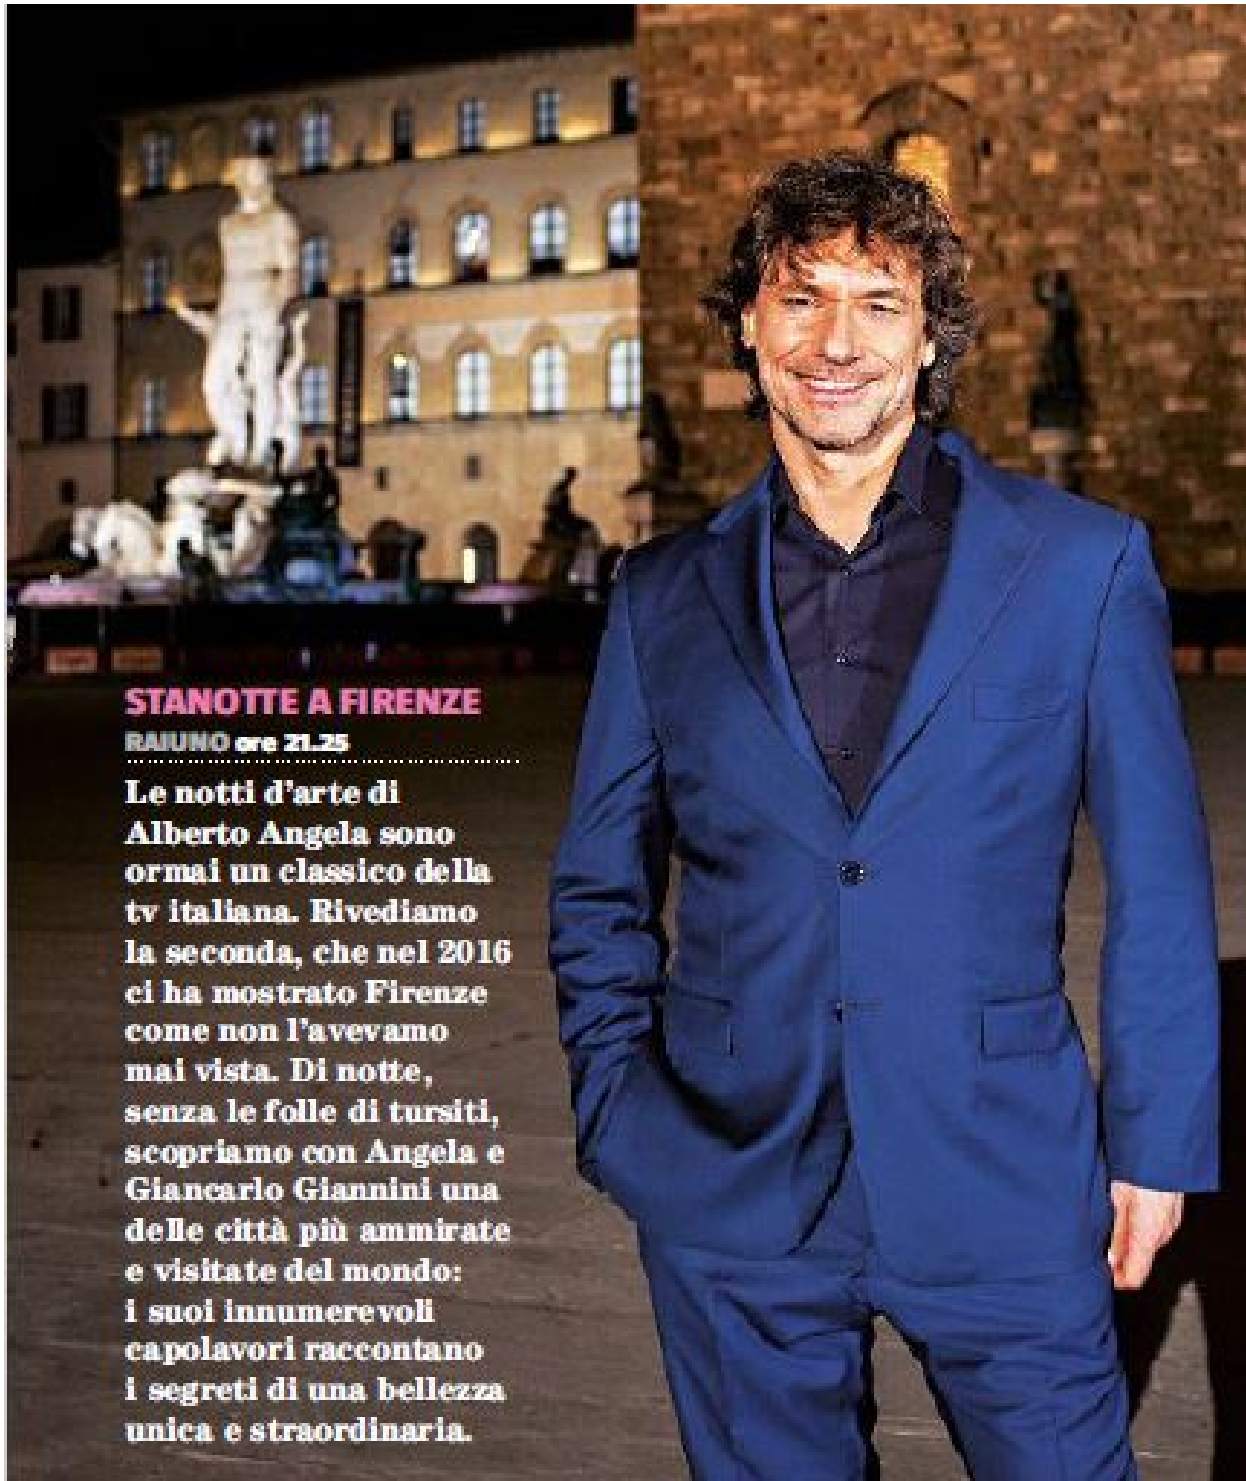 STANOTTE A FIRENZE
RAIUNO ore 21.25
Le notti d'arte di
Alberto Angela sono
ormai un classico della
tv italiana. Rivediamo
la seconda, che nel 2016
ci ha mostrato Firenze
come non l'avevamo
mai vista. Di notte,
senza le folle di tursiti,
scopriamo con Angela e
Giancarlo Giannini una
delle città più ammirate
e visitate del mondo:
i suoi innumerevoli
capolavori raccontano
i segreti di una bellezza
unica e straordinaria.